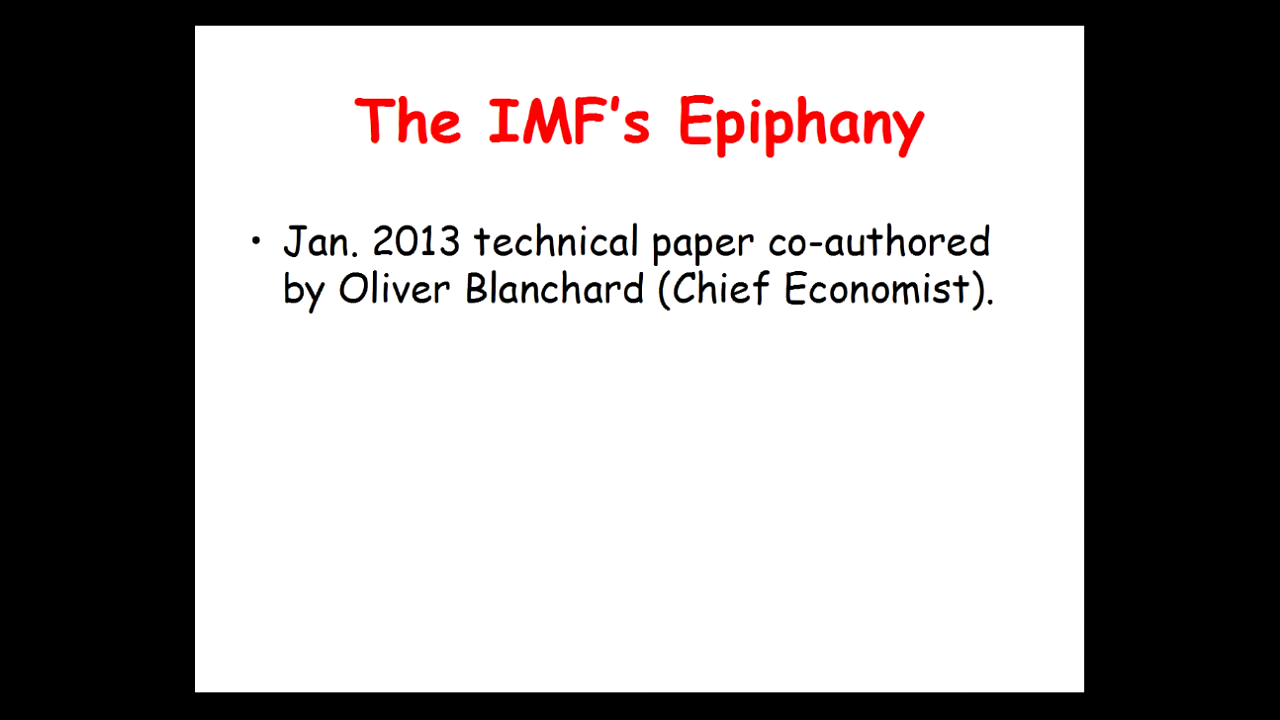 The IMF's Epiphany
• Jan. 2013 technical paper co-authored
by Oliver Blanchard (Chief Economist).